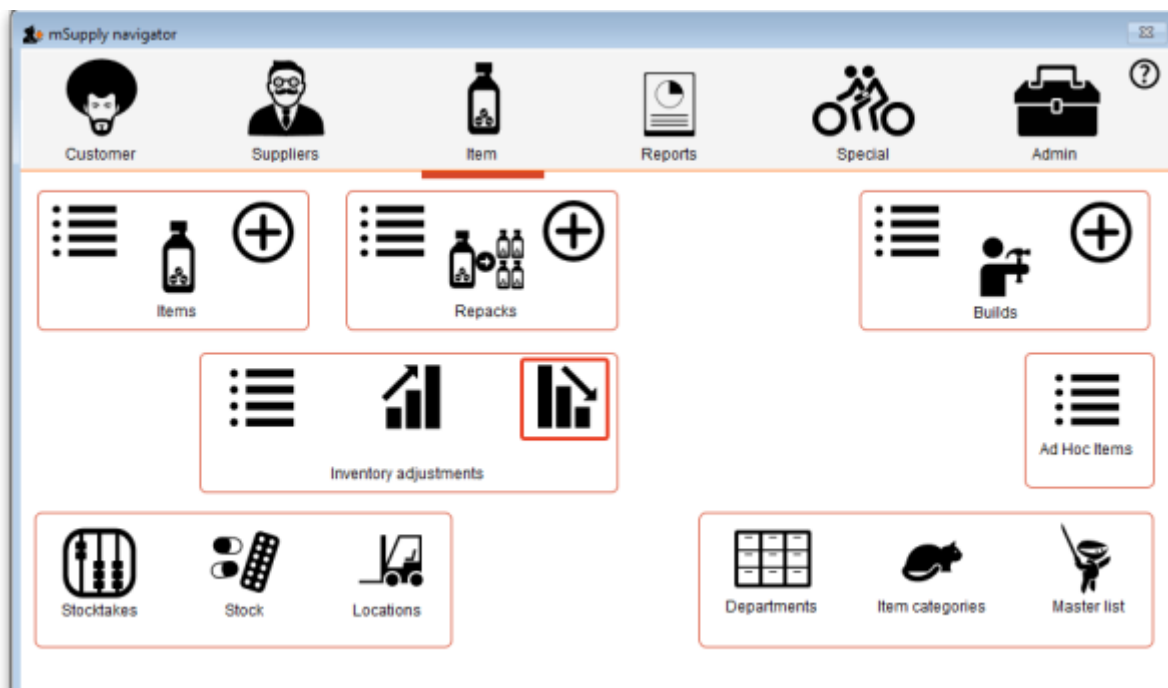 mSupply navigator
Customer
Suppliers
Item
Reports
Special
Admin
?
Items
Repacks
Builds
Inventory adjustments
Ad Hoc Items
Stocktakes
Stock
Locations
Departments
Item categories
Master list